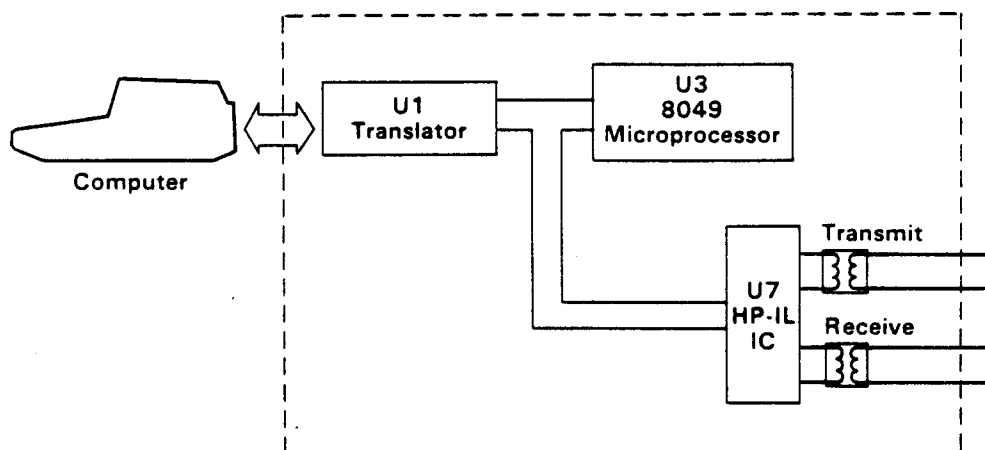 U1
Translator
U3
8049
Microprocessor
Computer
Transmit
U7
HP-IL
IC
Receive